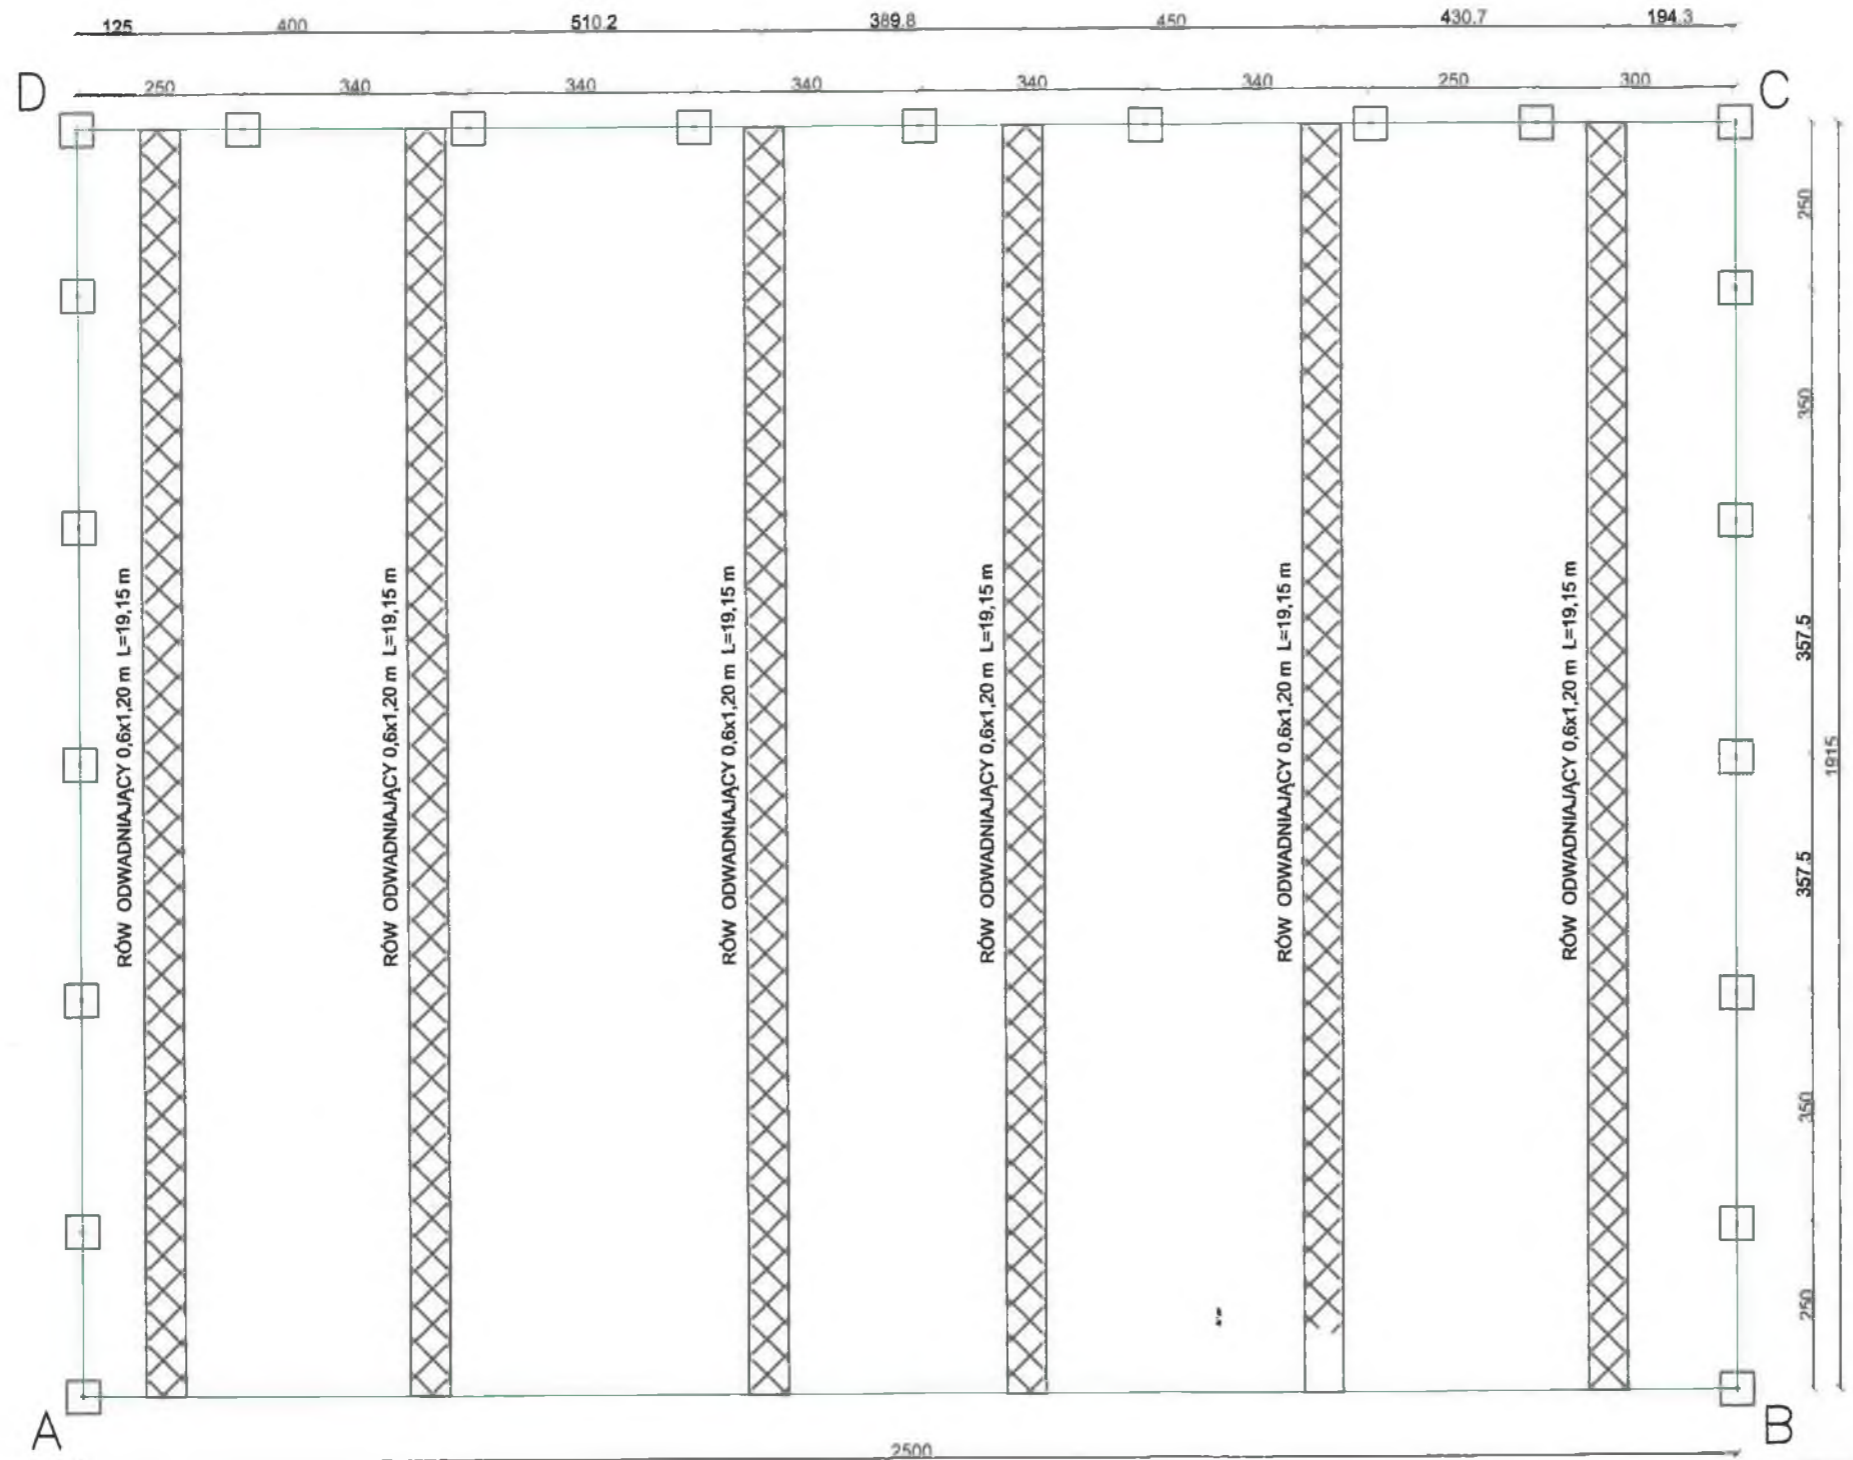 125 400 510.2 389.8 450 430.7 194.3
250 340 340 340 340 340 250 300
D
C
RÓW ODWADNIAJĄCY 0,6x1,20 m L=19,15 m
RÓW ODWADNIAJĄCY 0,6x1,20 m L=19,15 m
RÓW ODWADNIAJĄCY 0,6x1,20 m L=19,15 m
RÓW ODWADNIAJĄCY 0,6x1,20 m L=19,15 m
RÓW ODWADNIAJĄCY 0,6x1,20 m L=19,15 m
RÓW ODWADNIAJĄCY 0,6x1,20 m L=19,15 m
250
350
357.5
357.5
350
250
1915
A
B
2500